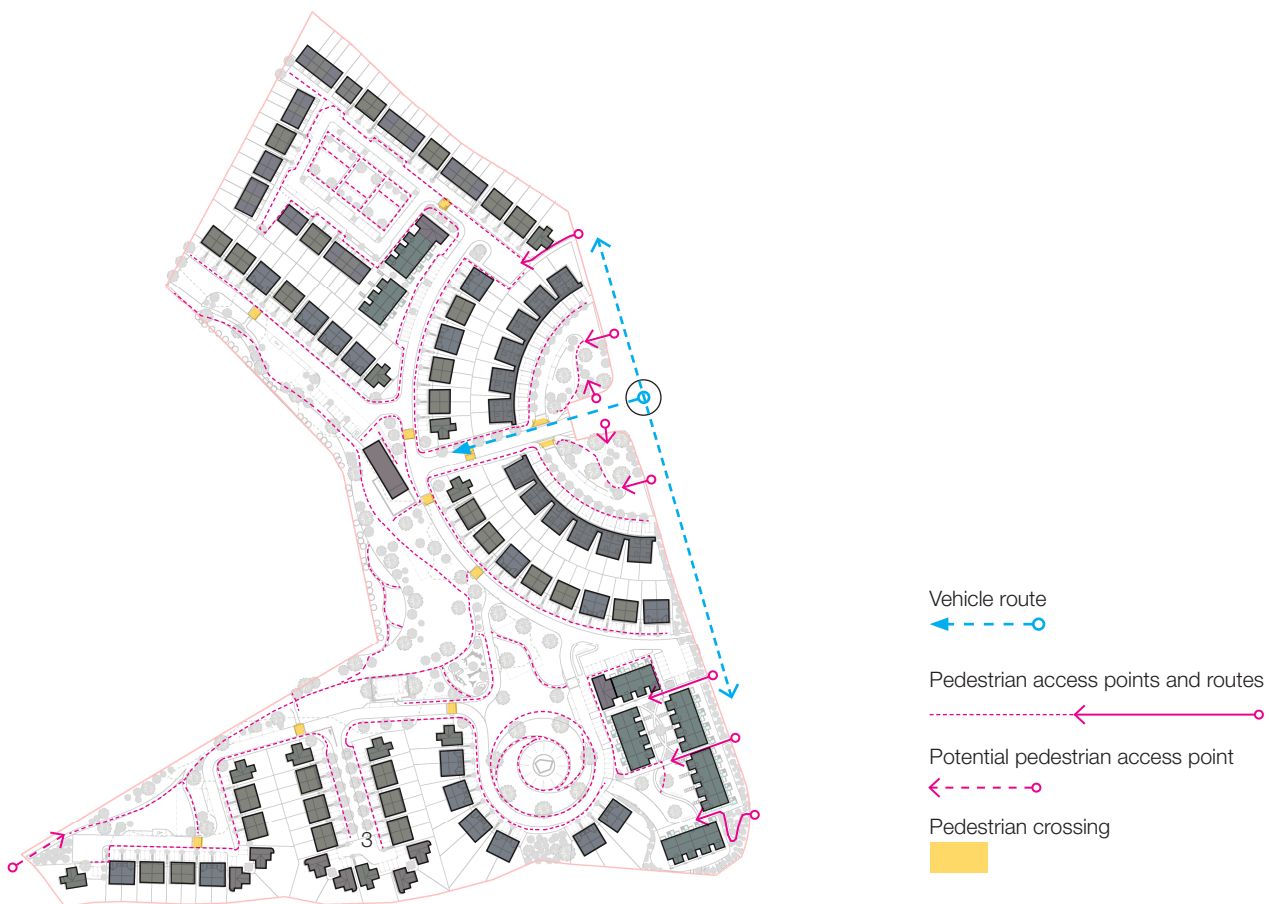 Vehicle route
Pedestrian access points and routes
Potential pedestrian access point
Pedestrian crossing
3